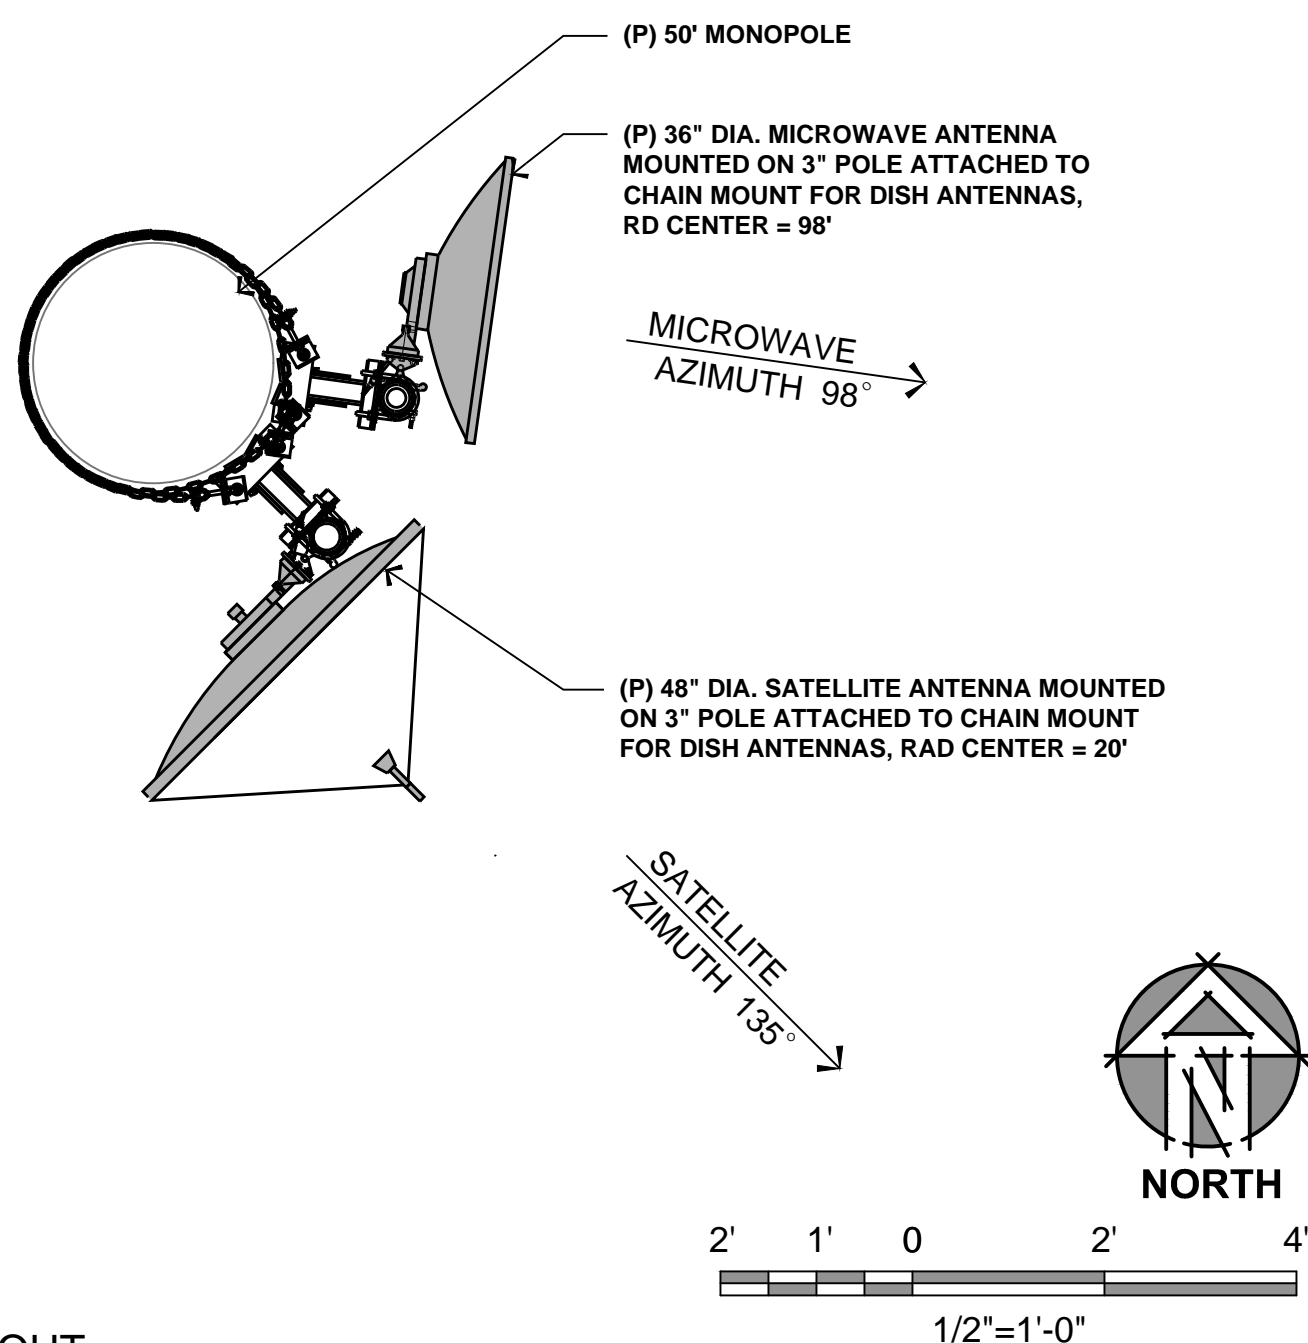 (P) 50' MONOPOLE
(P) 36" DIA. MICROWAVE ANTENNA
MOUNTED ON 3" POLE ATTACHED TO
CHAIN MOUNT FOR DISH ANTENNAS,
RD CENTER = 98'
MICROWAVE
AZIMUTH 98°
(P) 48" DIA. SATELLITE ANTENNA MOUNTED
ON 3" POLE ATTACHED TO CHAIN MOUNT
FOR DISH ANTENNAS, RAD CENTER = 20'
SATELLITE
AZIMUTH 135°
N
NORTH
2' 1' 0 2' 4'
1/2"=1'-0"